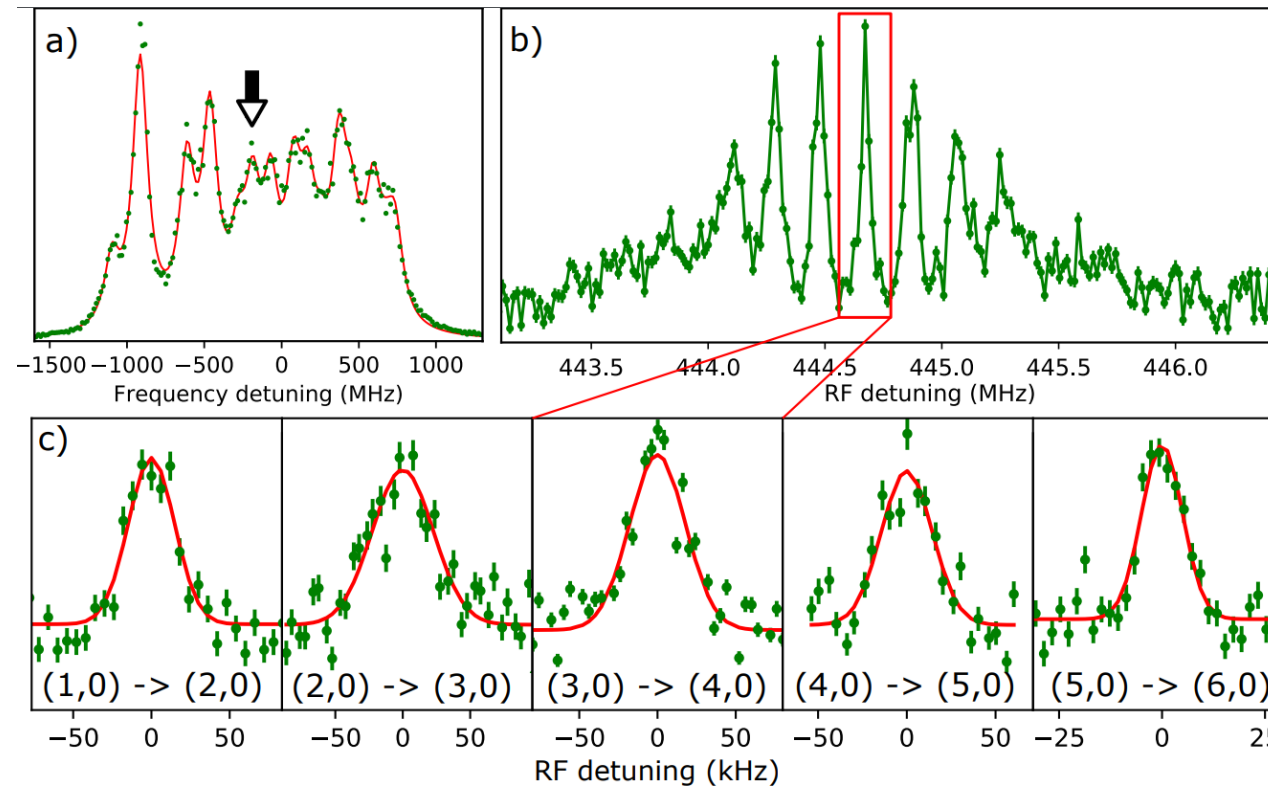 a)
b)
−1500 −1000 −500 0 500 1000
Frequency detuning (MHz)
443.5 444.0 444.5 445.0 445.5 446.0
RF detuning (MHz)
c)
(1,0) -> (2,0) (2,0) -> (3,0) (3,0) -> (4,0) (4,0) -> (5,0) (5,0) -> (6,0)
−50 0 50 −50 0 50 −50 0 50 −50 0 50 −25 0 25
RF detuning (kHz)